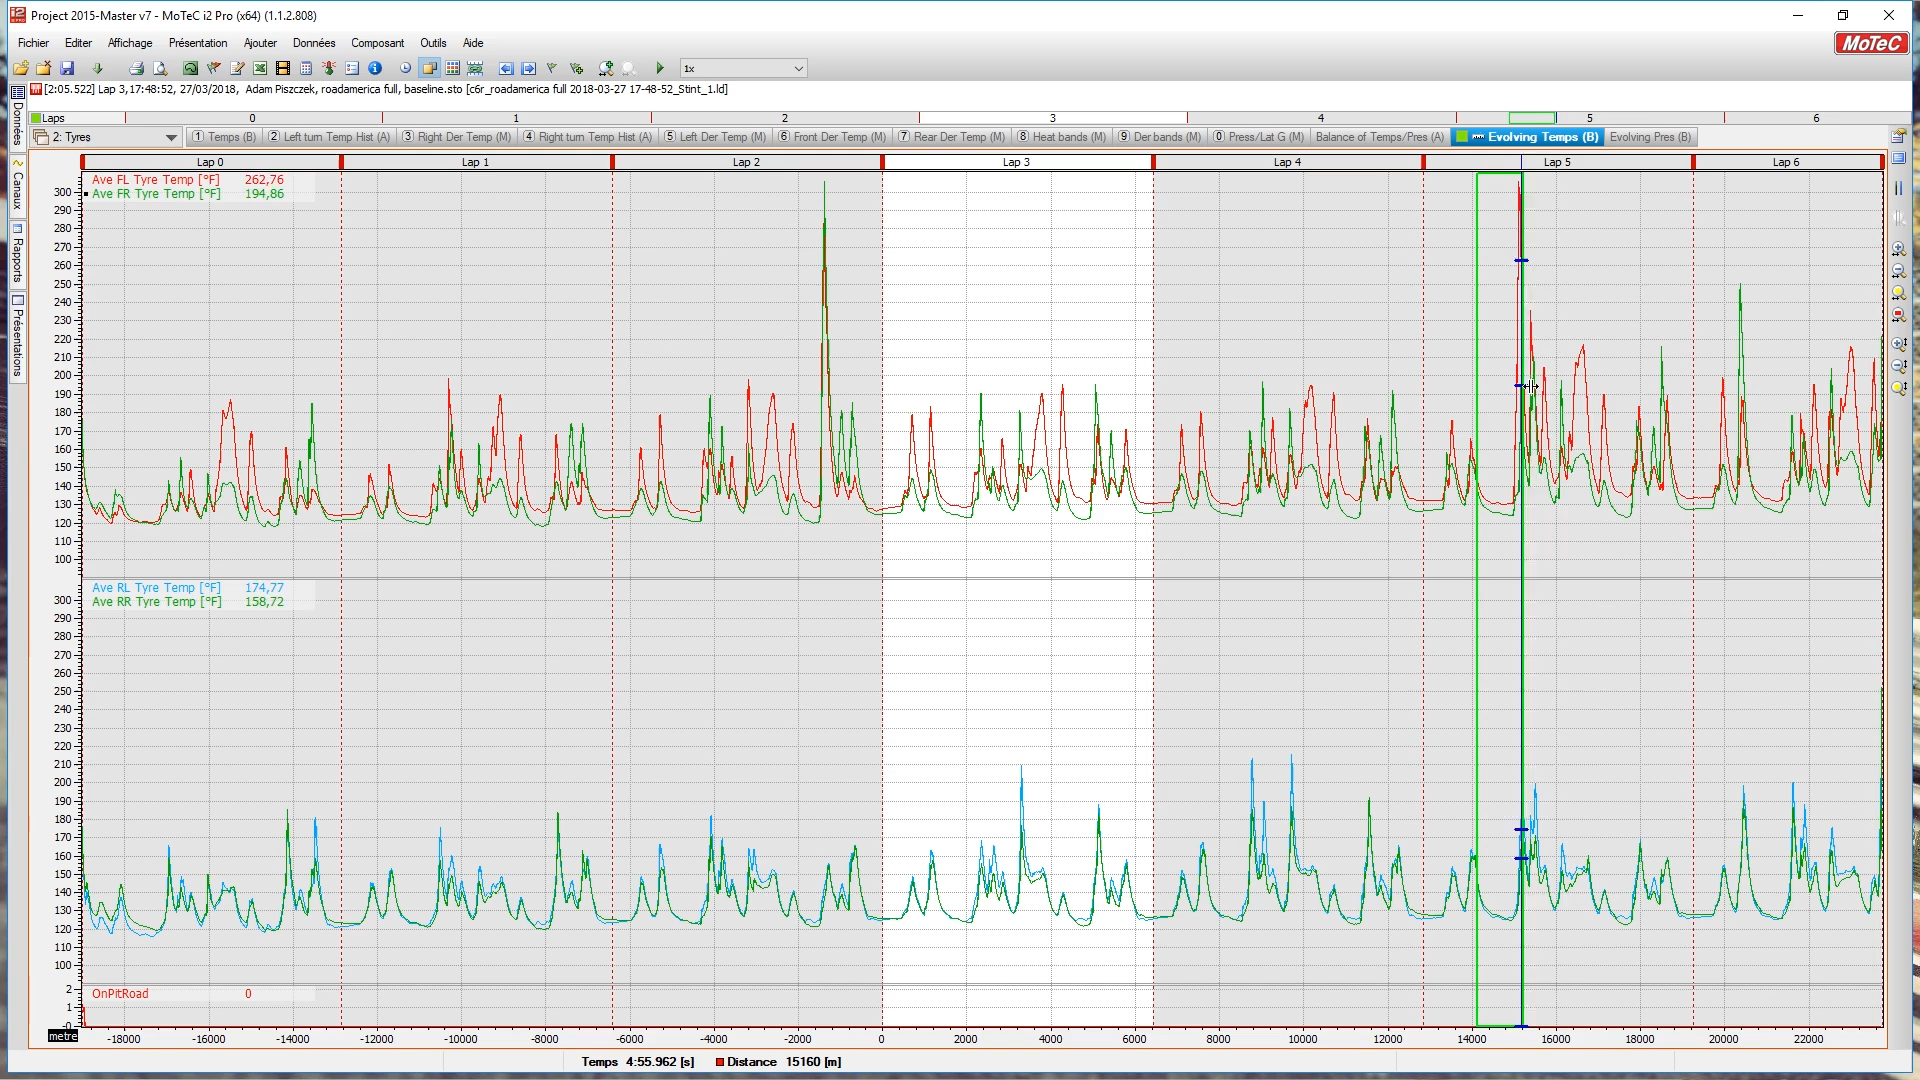 Project 2015-Master v7 - MoTeC i2 Pro (x64) (1.1.2.808)
Fichier Editer Affichage Présentation Ajouter Données Composant Outils Aide
MoTeC
1x
[2:05.522] Lap 3,17:48:52, 27/03/2018, Adam Piszczek, roadamerica full, baseline.sto [c6r_roadamerica full 2018-03-27 17-48-52_Stint_1.ld]
Laps 0 1 2 3 4 5 6
2: Tyres 1 Temps (B) 2 Left turn Temp Hist (A) 3 Right Der Temp (M) 4 Right turn Temp Hist (A) 5 Left Der Temp (M) 6 Front Der Temp (M) 7 Rear Der Temp (M) 8 Heat bands (M) 9 Der bands (M) 0 Press/Lat G (M) Balance of Temps/Pres (A) Evolving Temps (B) Evolving Pres (B)
Données
Canaux
Rapports
Présentations
Lap 0 Lap 1 Lap 2 Lap 3 Lap 4 Lap 5 Lap 6
Ave FL Tyre Temp [°F] 262,76
Ave FR Tyre Temp [°F] 194,86
300
290
280
270
260
250
240
230
220
210
200
190
180
170
160
150
140
130
120
110
100
Ave RL Tyre Temp [°F] 174,77
Ave RR Tyre Temp [°F] 158,72
300
290
280
270
260
250
240
230
220
210
200
190
180
170
160
150
140
130
120
110
100
OnPitRoad 0
2
1
-0
metre -18000 -16000 -14000 -12000 -10000 -8000 -6000 -4000 -2000 0 2000 4000 6000 8000 10000 12000 14000 16000 18000 20000 22000
Temps 4:55.962 [s] Distance 15160 [m]